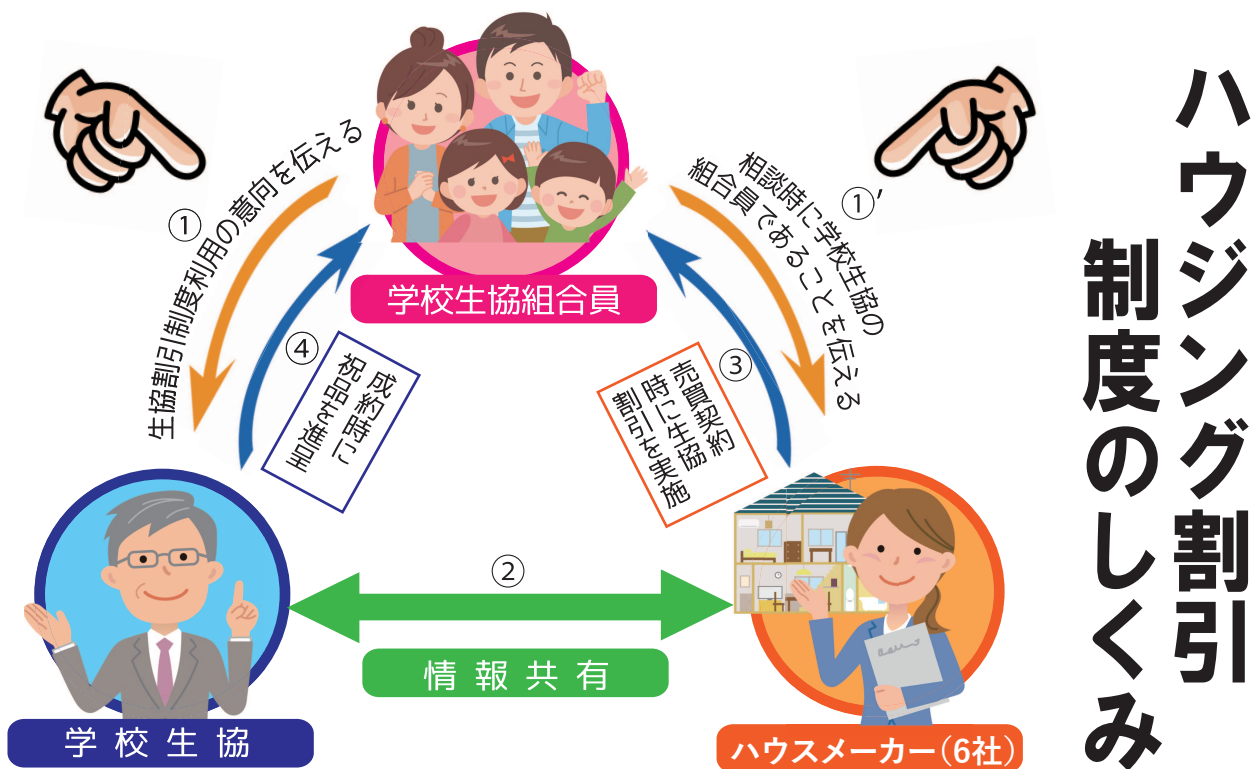 ハウジング割引
制度のしくみ
学校生協組合員
①
生協割引制度利用の意向を伝える
①′
相談時に学校生協の
組合員であることを伝える
④
成約時に
祝品を進呈
③
売買契約
時に生協
割引を実施
②
情報共有
学校生協
ハウスメーカー(6社)